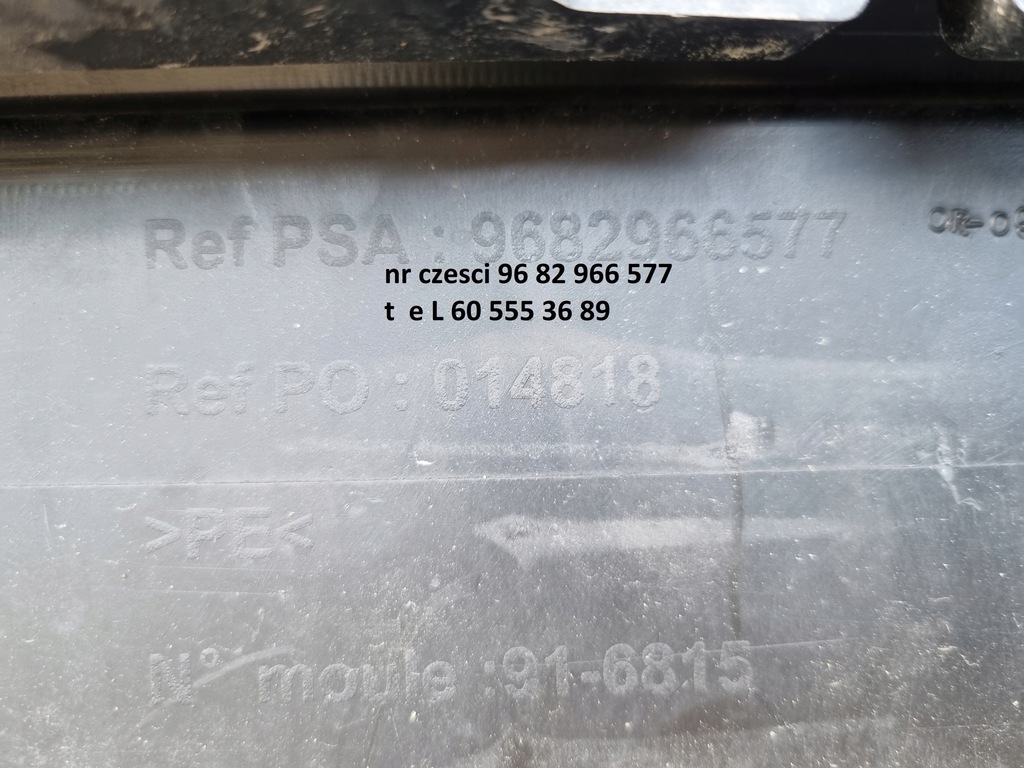 Ref PSA : 9682966577
nr czesci 96 82 966 577
t e L 60 555 36 89
Ref PO : 014818
>PE<
N° moule :91-6815